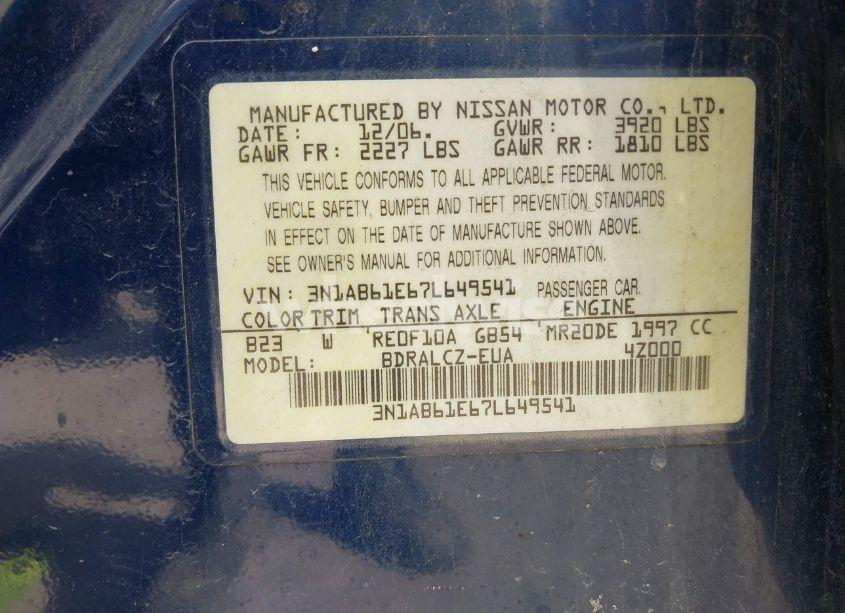 MANUFACTURED BY NISSAN MOTOR CO., LTD.
DATE: 12/06. GVWR: 3920 LBS
GAWR FR: 2227 LBS GAWR RR: 1810 LBS
THIS VEHICLE CONFORMS TO ALL APPLICABLE FEDERAL MOTOR.
VEHICLE SAFETY, BUMPER AND THEFT PREVENTION STANDARDS
IN EFFECT ON THE DATE OF MANUFACTURE SHOWN ABOVE.
SEE OWNER'S MANUAL FOR ADDITIONAL INFORMATION.
VIN: 3N1AB61E67L649541 PASSENGER CAR.
COLOR TRIM TRANS AXLE ENGINE
B23 W 'RE0F10A GB54 'MR20DE 1997 CC
MODEL: BDRALCZ-EUA 4Z000
3N1AB61E67L649541